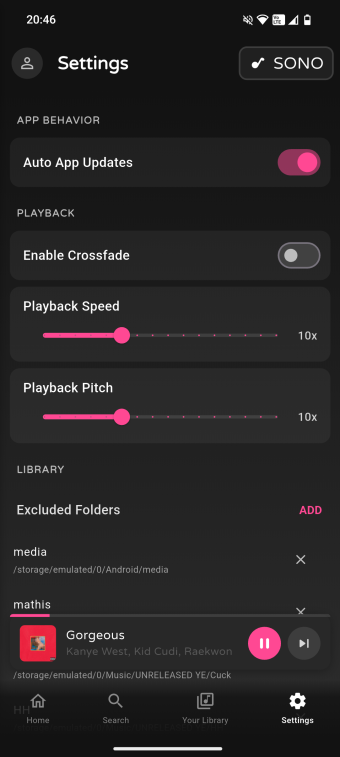 20:46
Settings
SONO
APP BEHAVIOR
Auto App Updates
PLAYBACK
Enable Crossfade
Playback Speed
10x
Playback Pitch
10x
LIBRARY
Excluded Folders
ADD
media
/storage/emulated/0/Android/media
mathis
Gorgeous
Kanye West, Kid Cudi, Raekwon
/storage/emulated/0/Music/UNRELEASED YE/Cuck
HH
Home
Search
Your Library
Settings